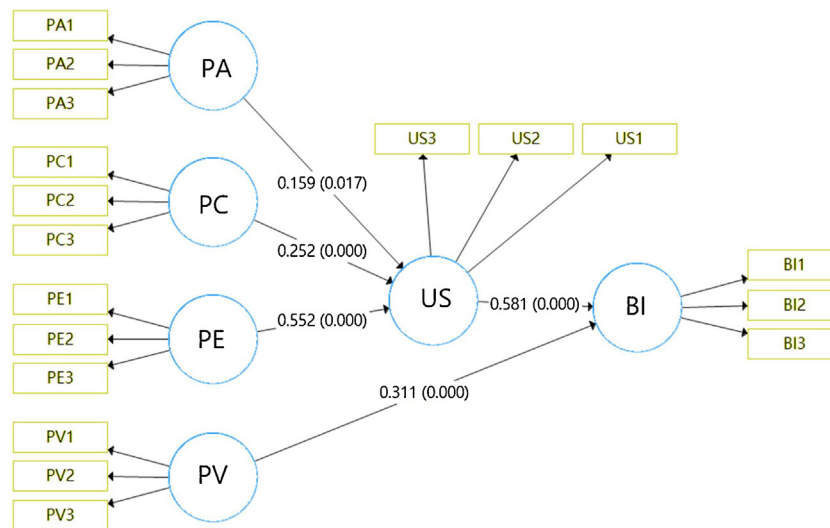 PA1
PA2
PA3
PA
PC1
PC2
PC3
PC
PE1
PE2
PE3
PE
PV1
PV2
PV3
PV
0.159 (0.017)
0.252 (0.000)
0.552 (0.000)
0.311 (0.000)
US3
US2
US1
US
0.581 (0.000)
BI
BI1
BI2
BI3